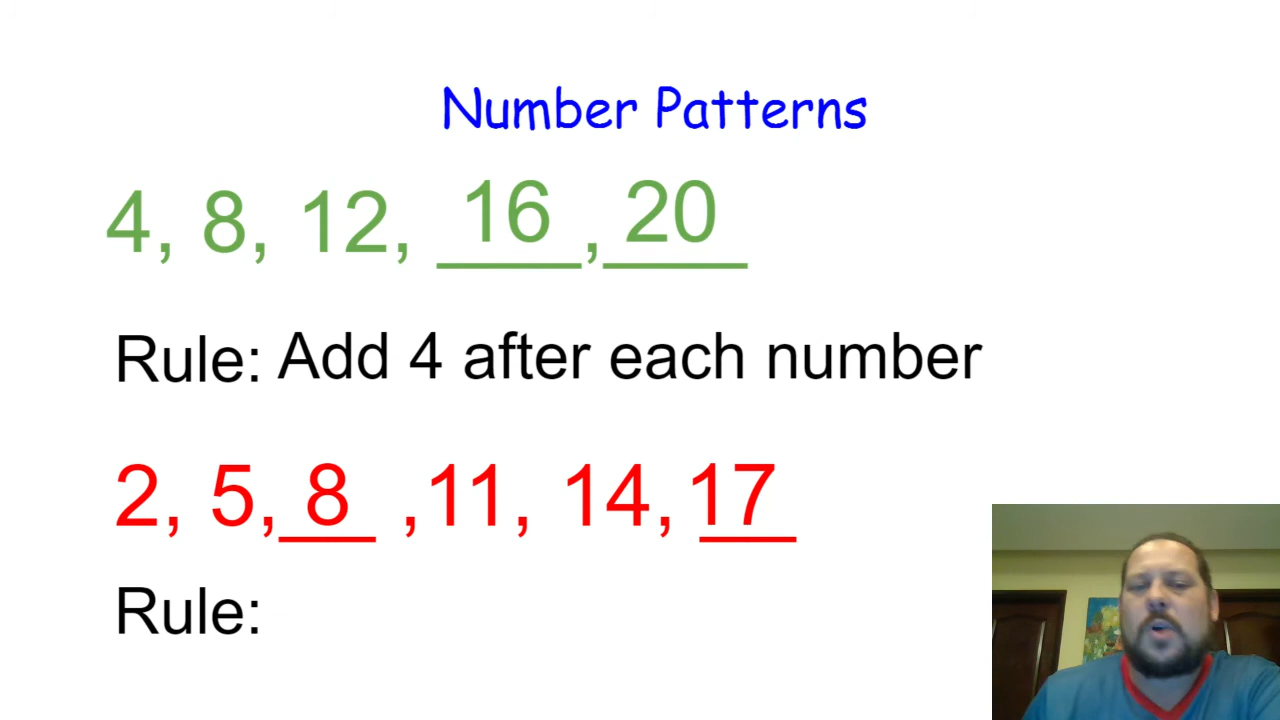 Number Patterns
4, 8, 12, 16, 20
Rule: Add 4 after each number
2, 5, 8 ,11, 14, 17
Rule: